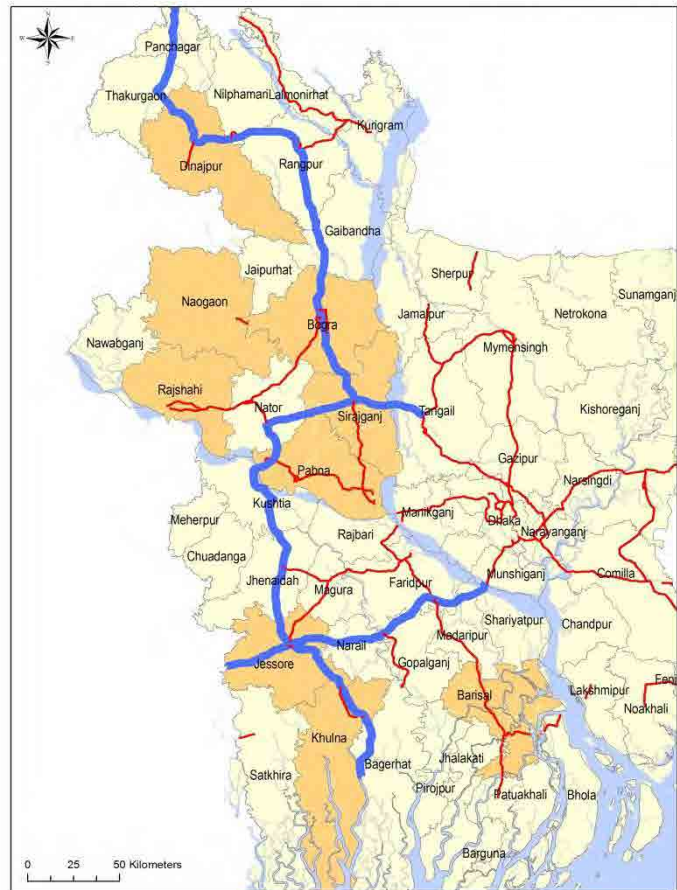 N
W
E
S
Panchagar
Thakurgaon
Nilphamari
Lalmonirhat
Kurigram
Dinajpur
Rangpur
Gaibandha
Jaipurhat
Sherpur
Naogaon
Sunamganj
Jamalpur
Netrokona
Bogra
Nawabganj
Mymensingh
Rajshahi
Nator
Sirajganj
Tangail
Kishoreganj
Gazipur
Pabna
Narsingdi
Kushtia
Manikganj
Dhaka
Meherpur
Rajbari
Narayanganj
Chuadanga
Jhenaidah
Magura
Faridpur
Munshiganj
Comilla
Narail
Madaripur
Shariyatpur
Chandpur
Jessore
Gopalganj
Feni
Barisal
Lakshmipur
Noakhali
Khulna
Satkhira
Bagerhat
Jhalakati
Pirojpur
Patuakhali
Bhola
Barguna
0 25 50 Kilometers